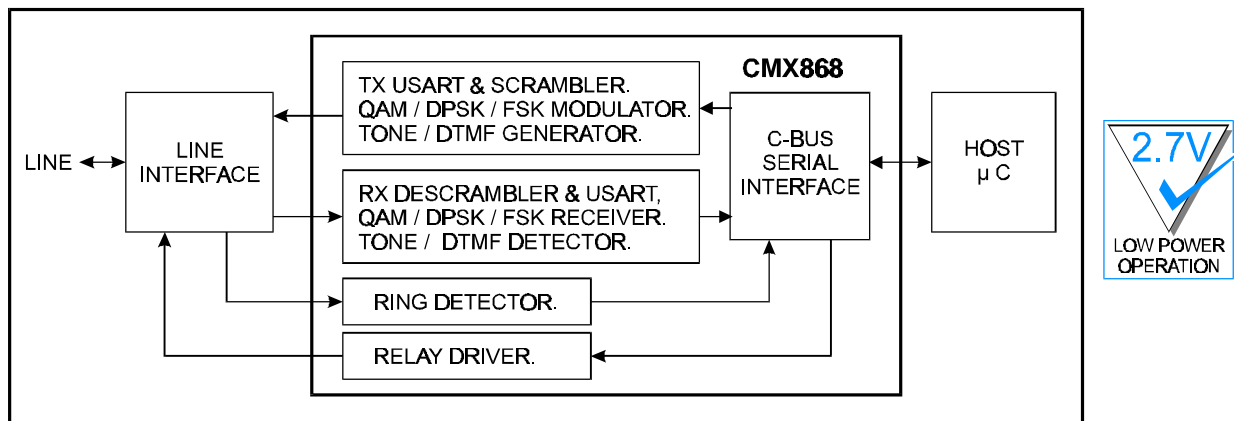 CMX868
TX USART & SCRAMBLER.
QAM / DPSK / FSK MODULATOR.
TONE / DTMF GENERATOR.
LINE
LINE
INTERFACE
C-BUS
SERIAL
INTERFACE
HOST
µ C
RX DESCRAMBLER & USART,
QAM / DPSK / FSK RECEIVER.
TONE / DTMF DETECTOR.
RING DETECTOR.
RELAY DRIVER.
2.7V
LOW POWER
OPERATION